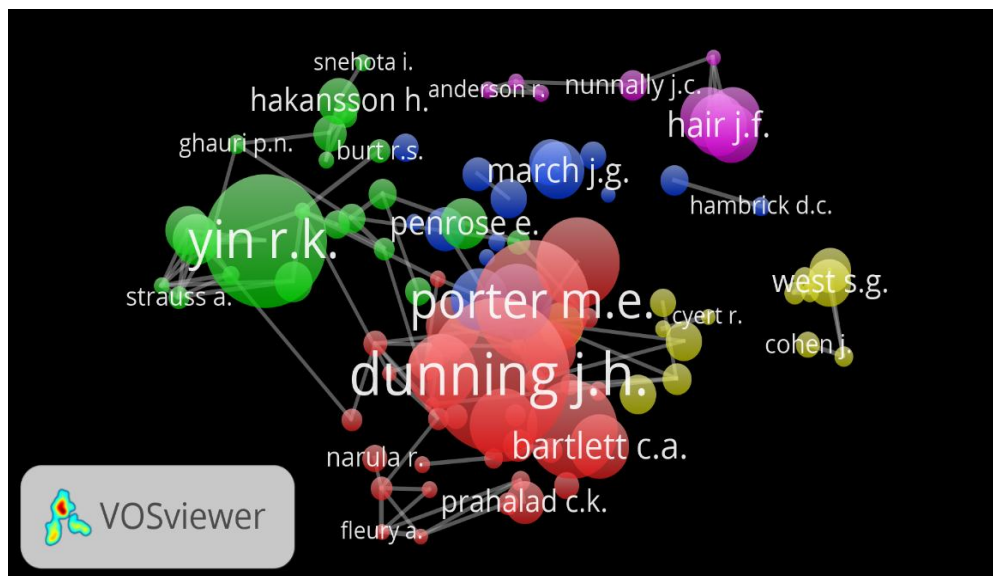 snehota i.
hakansson h.
anderson r.
nunnally j.c.
hair j.f.
ghauri p.n.
burt r.s.
march j.g.
hambrick d.c.
penrose e.
yin r.k.
strauss a.
west s.g.
porter m.e.
cyert r.
cohen j.
dunning j.h.
bartlett c.a.
narula r.
prahalad c.k.
fleury a.
VOSviewer